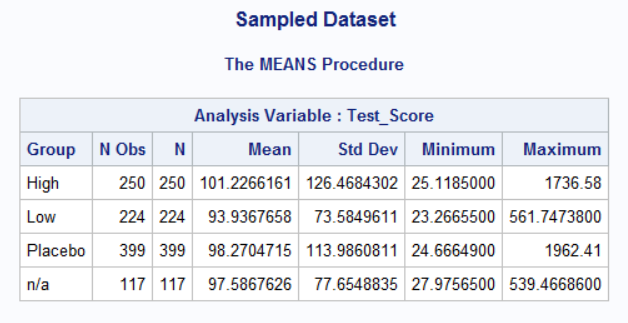 Sampled Dataset
The MEANS Procedure
Analysis Variable : Test_Score
Group N Obs N Mean Std Dev Minimum Maximum
High 250 250 101.2266161 126.4684302 25.1185000 1736.58
Low 224 224 93.9367658 73.5849611 23.2665500 561.7473800
Placebo 399 399 98.2704715 113.9860811 24.6664900 1962.41
n/a 117 117 97.5867626 77.6548835 27.9756500 539.4668600